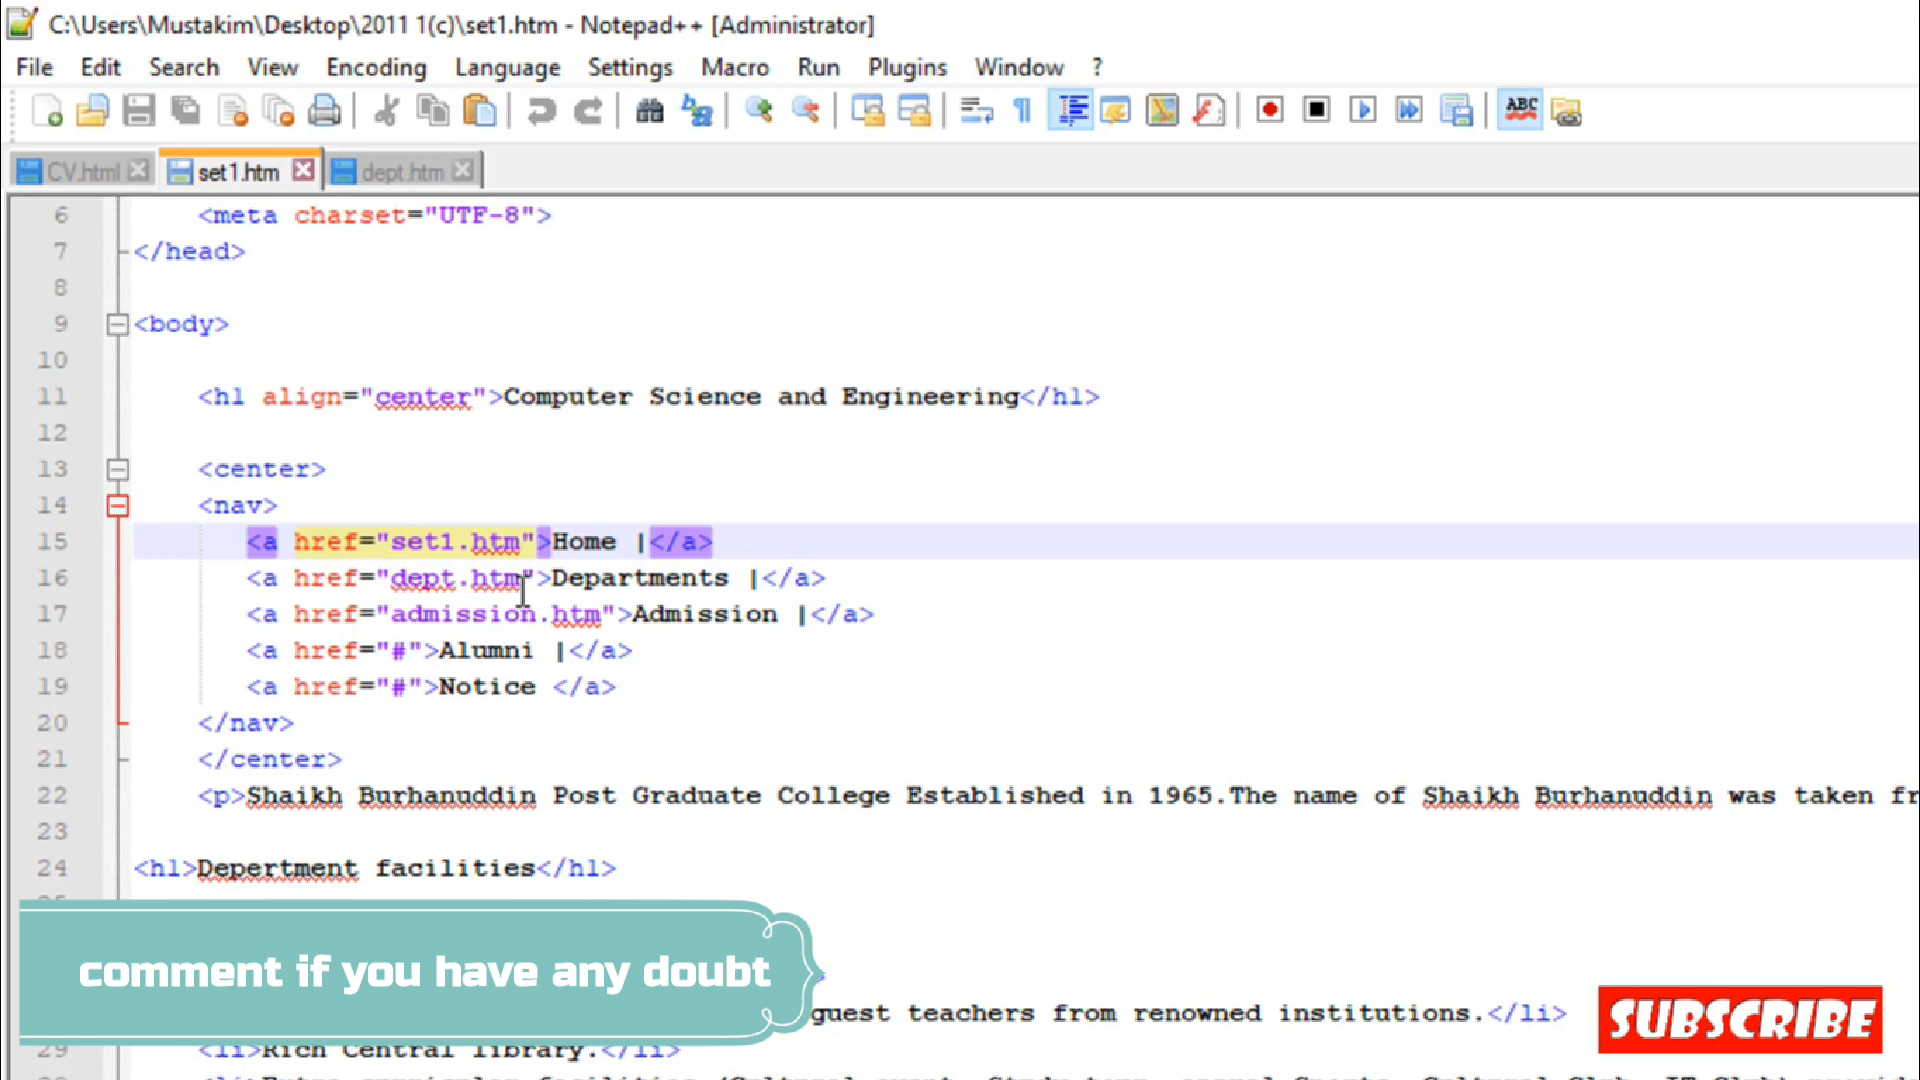 C:\Users\Mustakim\Desktop\2011 1(c)\set1.htm - Notepad++ [Administrator]
File Edit Search View Encoding Language Settings Macro Run Plugins Window ?
ABC
CV.html set1.htm dept.htm
6 <meta charset="UTF-8">
7 </head>
8
9 <body>
10
11 <h1 align="center">Computer Science and Engineering</h1>
12
13 <center>
14 <nav>
15 <a href="set1.htm">Home |</a>
16 <a href="dept.htm">Departments |</a>
17 <a href="admission.htm">Admission |</a>
18 <a href="#">Alumni |</a>
19 <a href="#">Notice </a>
20 </nav>
21 </center>
22 <p>Shaikh Burhanuddin Post Graduate College Established in 1965.The name of Shaikh Burhanuddin was taken fr
23
24 <h1>Depertment facilities</h1>
comment if you have any doubt
guest teachers from renowned institutions.</li>
SUBSCRIBE
29 <li>Rich Central library.</li>